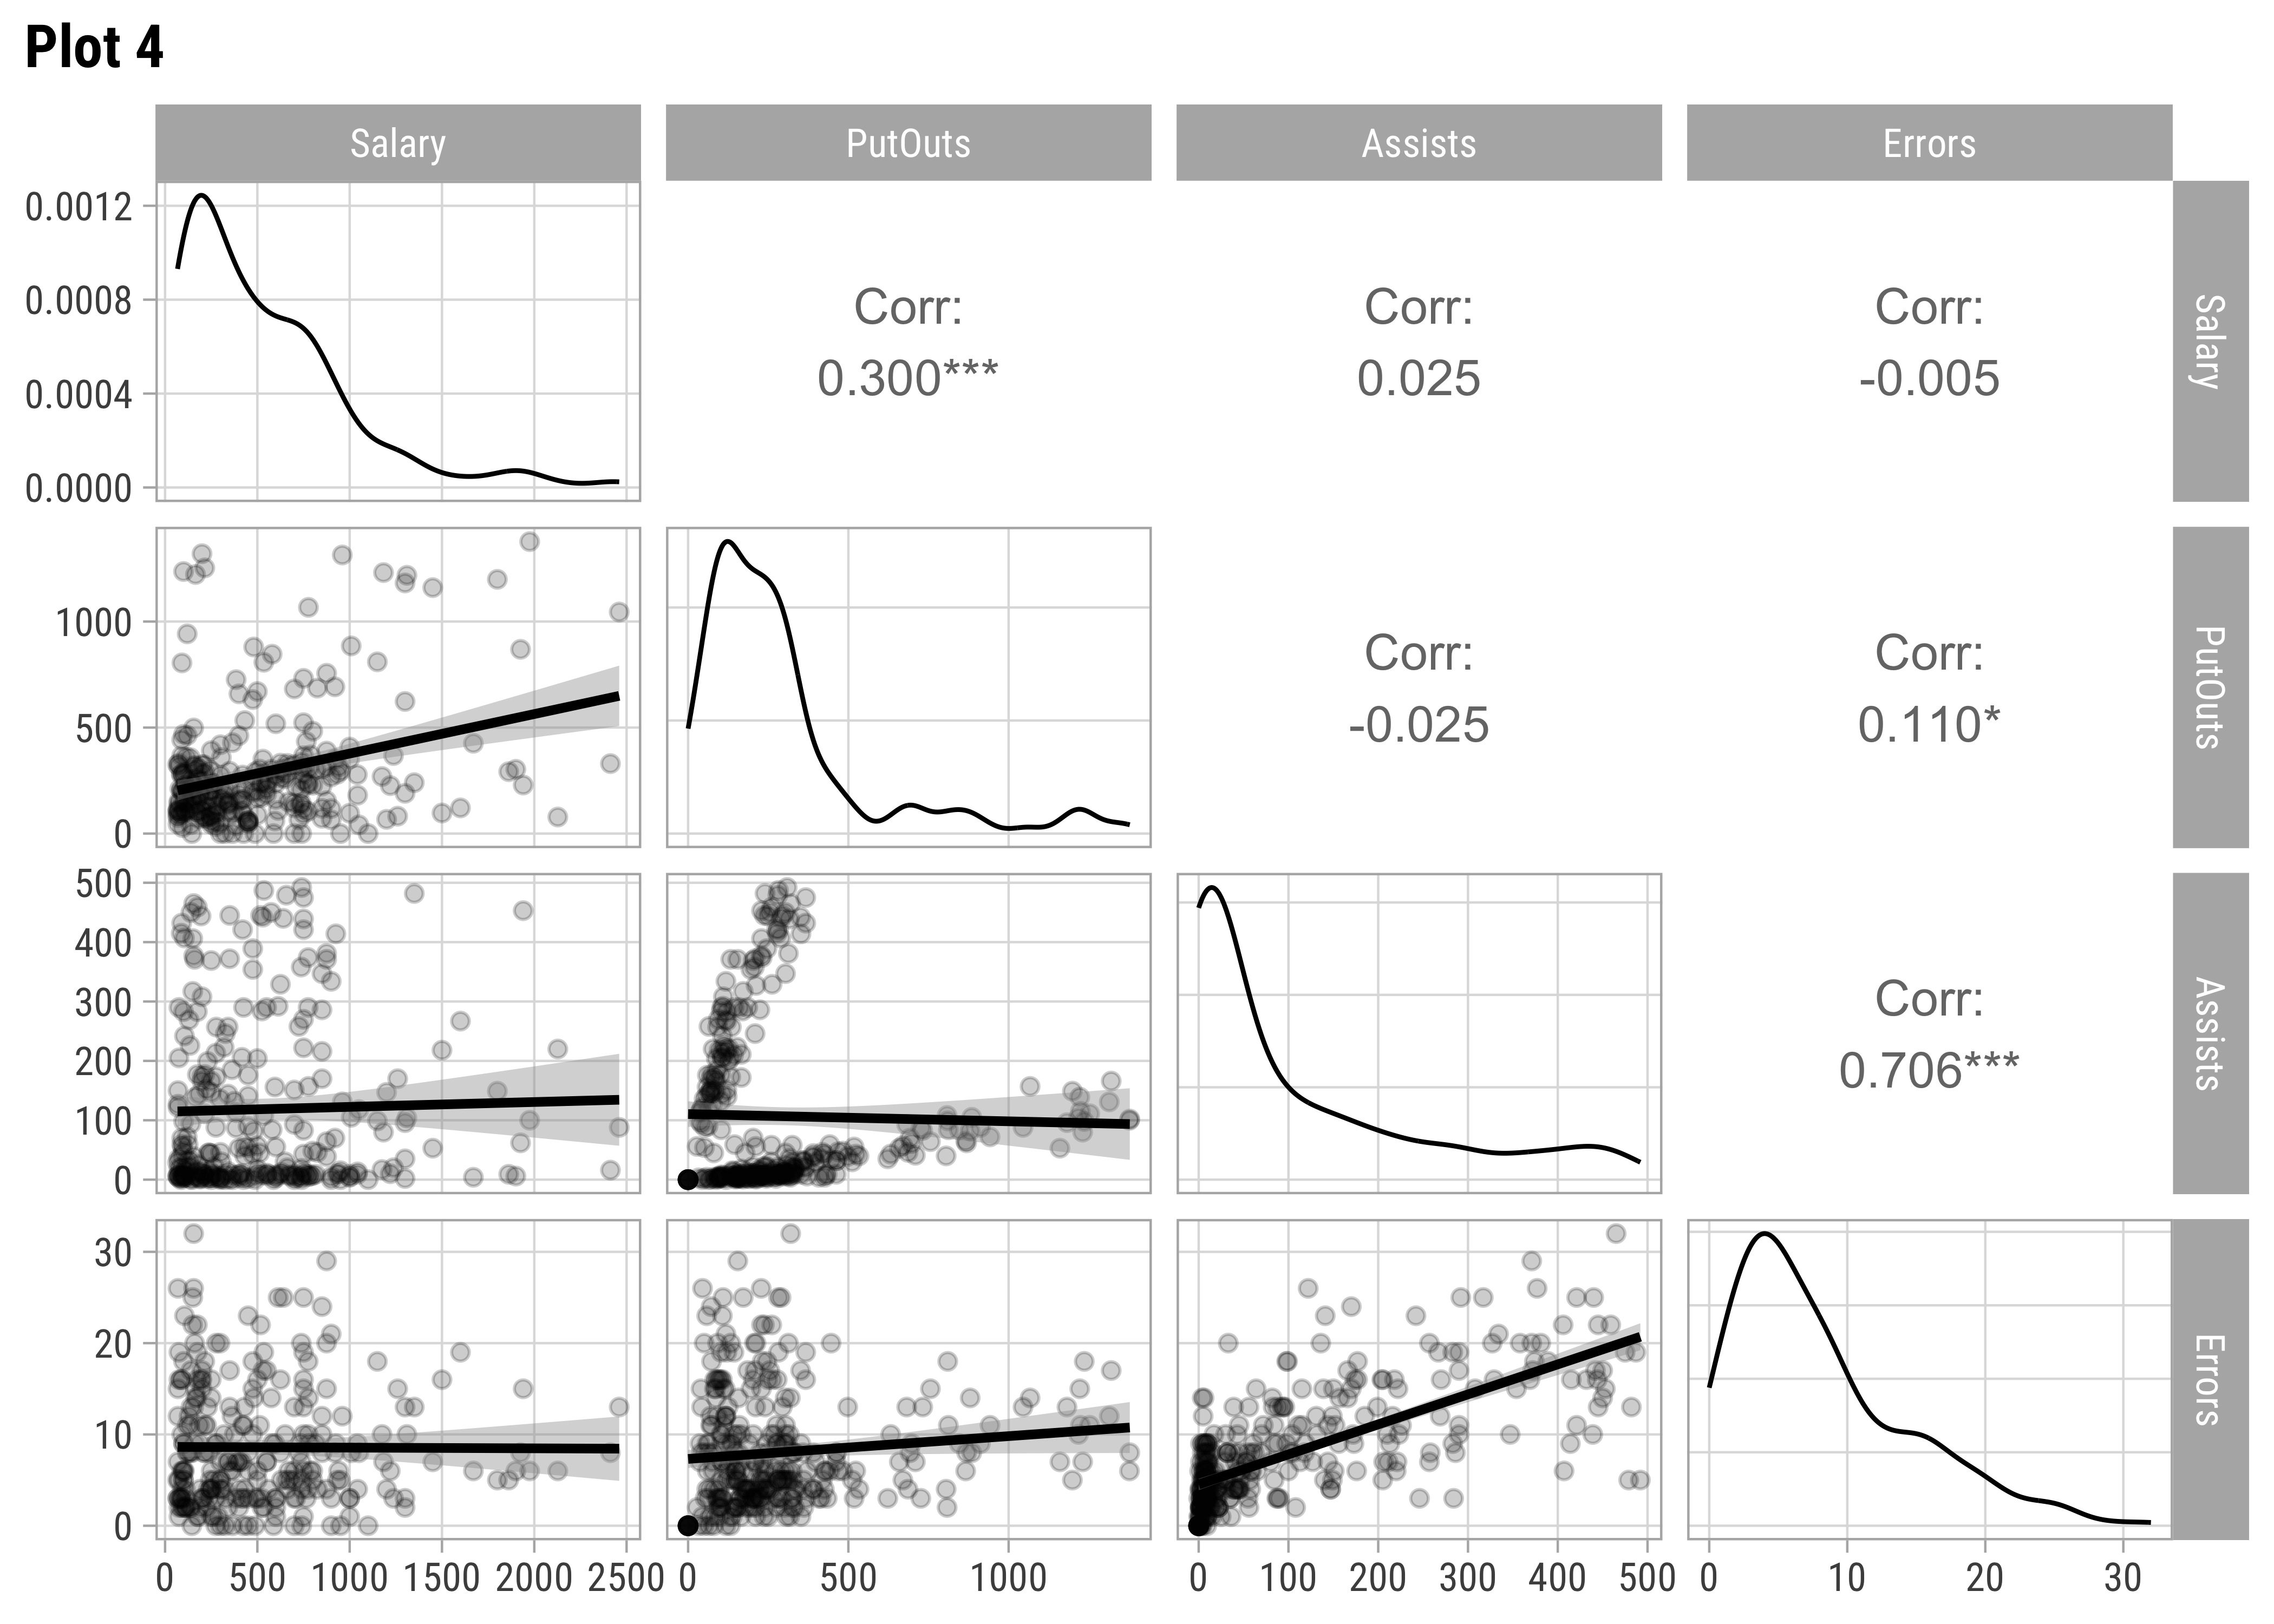 Plot 4
Salary
PutOuts
Assists
Errors
0.0012
0.0008
0.0004
0.0000
Corr:
0.300***
Corr:
0.025
Corr:
-0.005
Salary
1000
500
0
Corr:
-0.025
Corr:
0.110*
PutOuts
500
400
300
200
100
0
Corr:
0.706***
Assists
30
20
10
0
Errors
0 500 1000 1500 2000 2500
0 500 1000
0 100 200 300 400 500
0 10 20 30